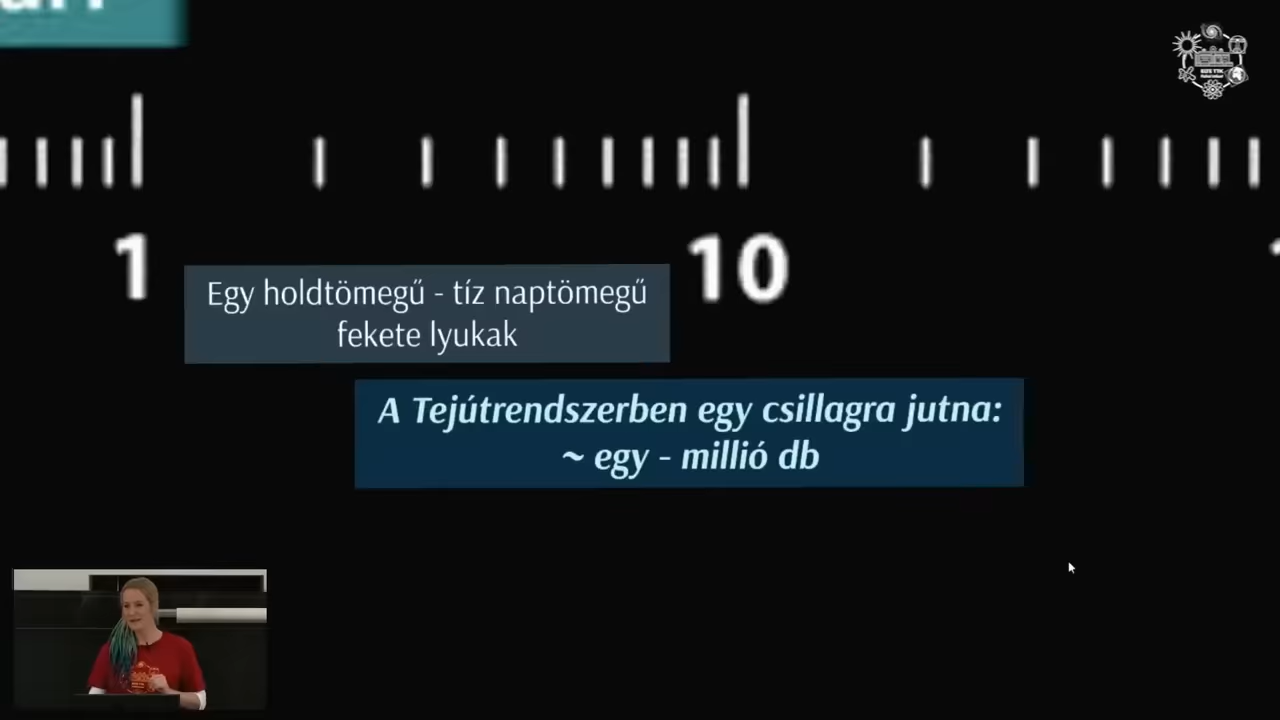 1
10
Egy holdtömegű - tíz naptömegű
fekete lyukak
A Tejútrendszerben egy csillagra jutna:
~ egy - millió db